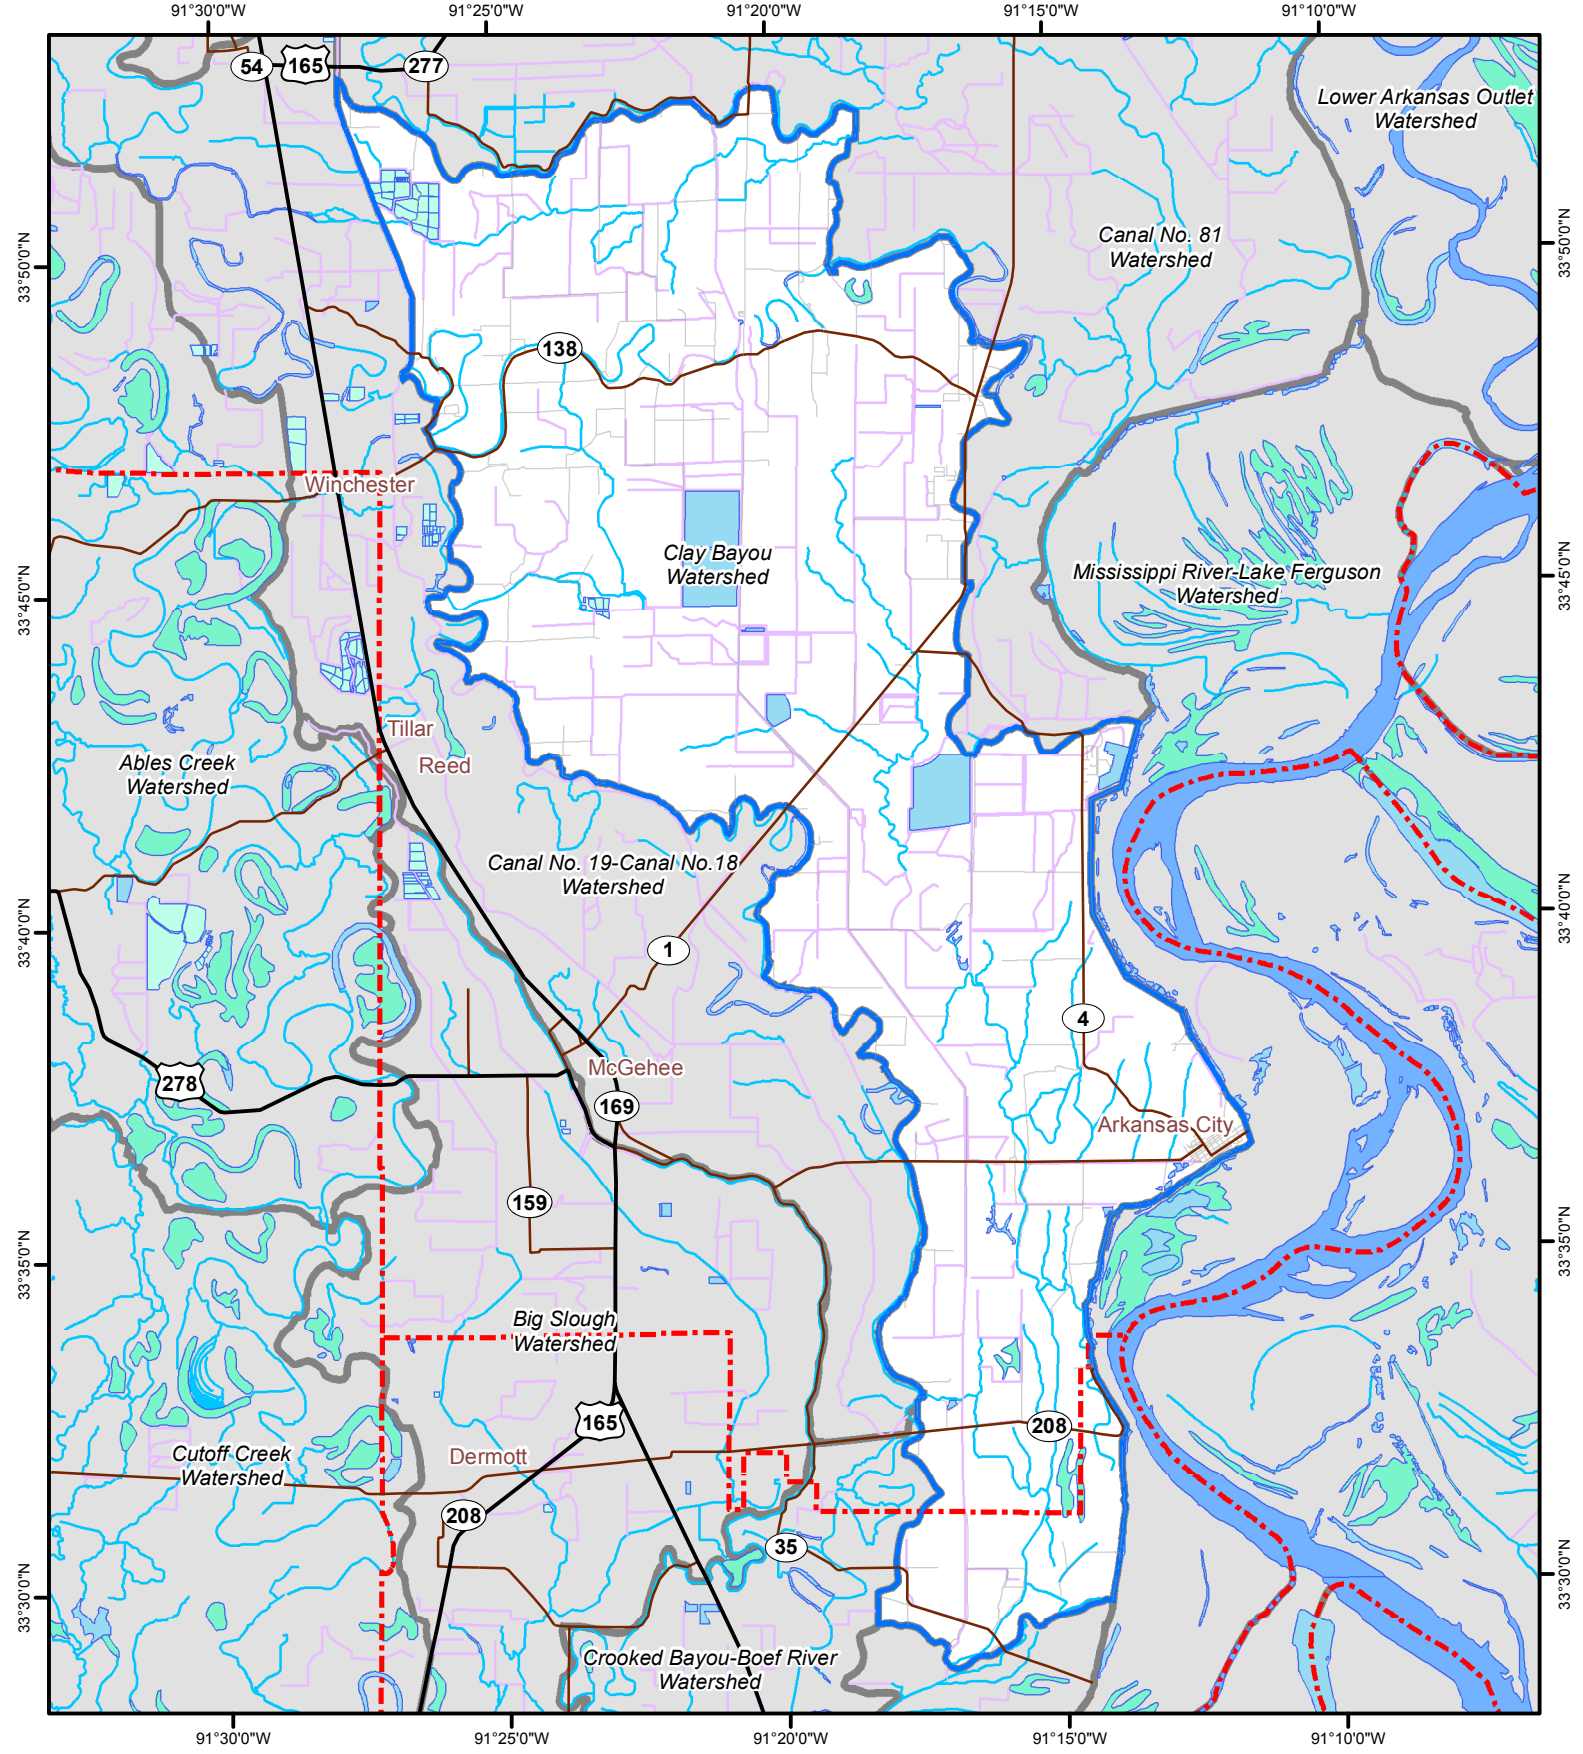 91°30'0"W
91°25'0"W
91°20'0"W
91°15'0"W
91°10'0"W
54
165
277
Lower Arkansas Outlet
Watershed
Canal No. 81
Watershed
33°50'0"N
33°50'0"N
138
Winchester
Clay Bayou
Watershed
Mississippi River-Lake Ferguson
Watershed
33°45'0"N
33°45'0"N
Tillar
Reed
Ables Creek
Watershed
Canal No. 19-Canal No.18
Watershed
33°40'0"N
33°40'0"N
1
4
278
McGehee
169
Arkansas City
159
33°35'0"N
33°35'0"N
Big Slough
Watershed
165
208
Cutoff Creek
Watershed
Dermott
208
35
33°30'0"N
33°30'0"N
Crooked Bayou-Boef River
Watershed
91°30'0"W
91°25'0"W
91°20'0"W
91°15'0"W
91°10'0"W